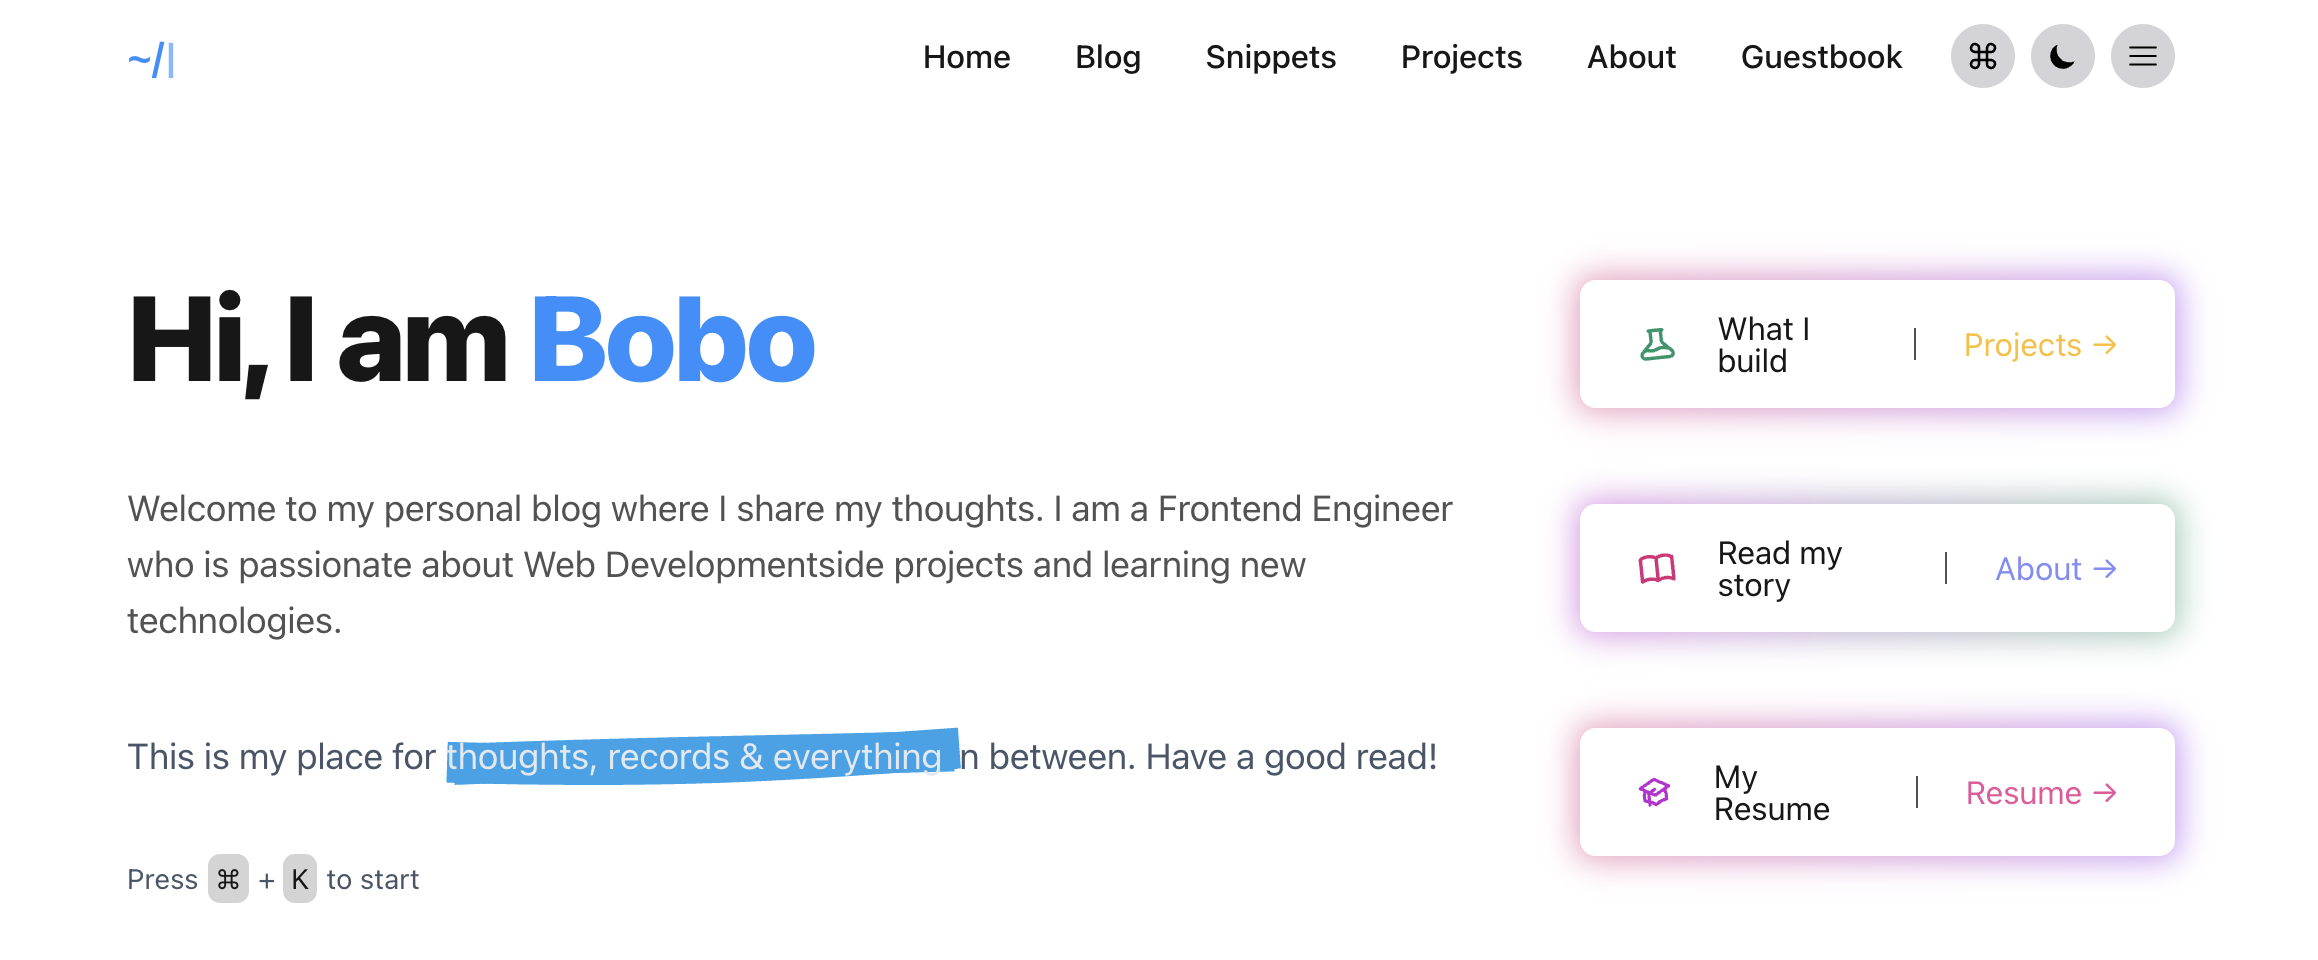 ~/
Home Blog Snippets Projects About Guestbook ⌘
Hi, I am Bobo
Welcome to my personal blog where I share my thoughts. I am a Frontend Engineer
who is passionate about Web Developmentside projects and learning new
technologies.
This is my place for thoughts, records & everything n between. Have a good read!
Press ⌘ + K to start
What I
build
| Projects →
Read my
story
| About →
My
Resume
| Resume →